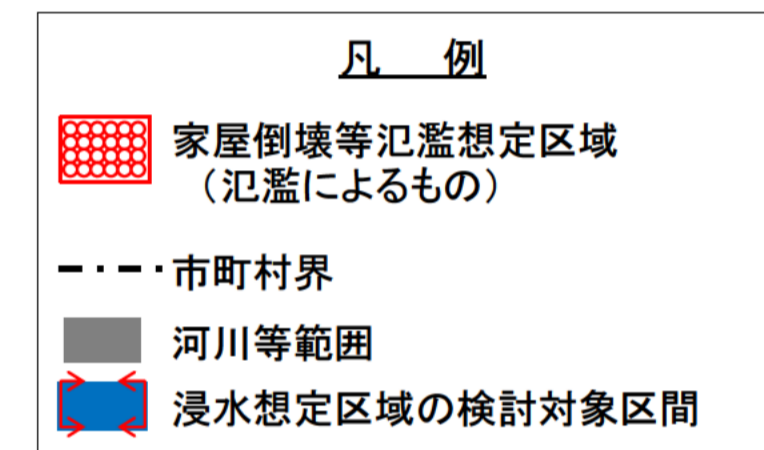 凡　例
家屋倒壊等氾濫想定区域
（氾濫によるもの）
市町村界
河川等範囲
浸水想定区域の検討対象区間